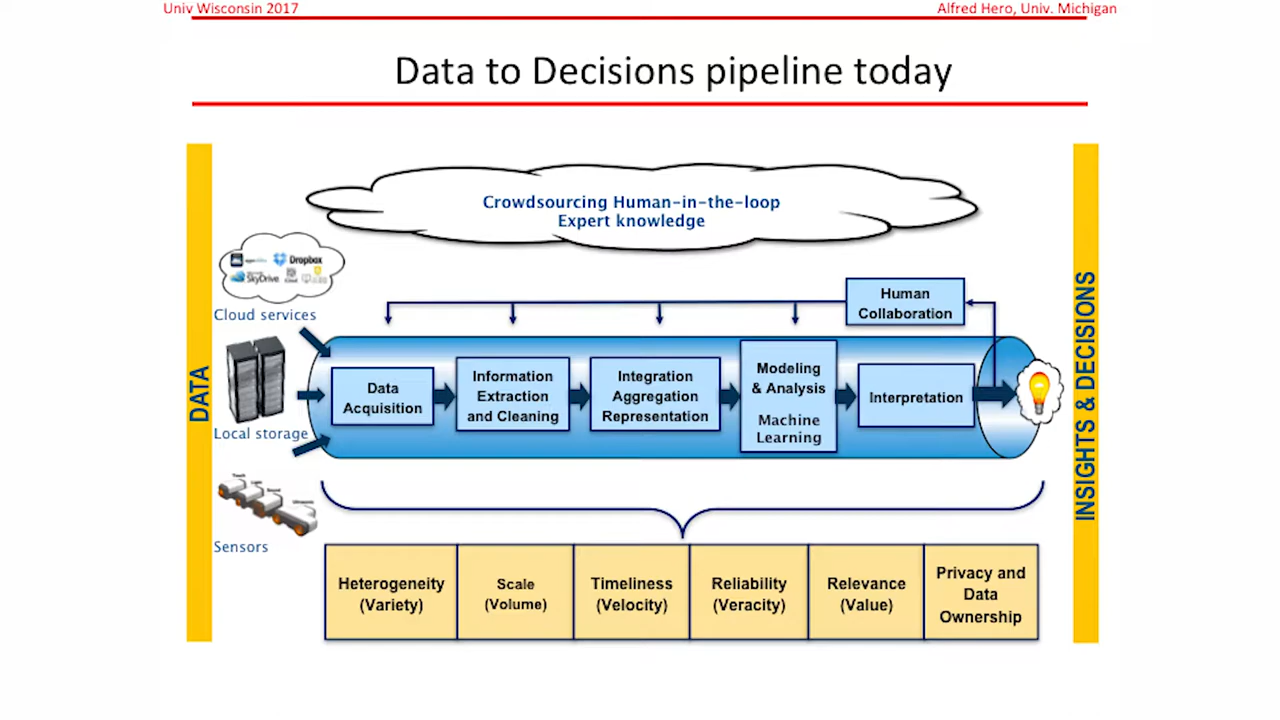 Univ Wisconsin 2017
Alfred Hero, Univ. Michigan
Data to Decisions pipeline today
Crowdsourcing Human-in-the-loop
Expert knowledge
Dropbox
SkyDrive
Cloud services
Human
Collaboration
DATA
Data
Acquisition
Information
Extraction
and Cleaning
Integration
Aggregation
Representation
Modeling
& Analysis
Machine
Learning
Interpretation
INSIGHTS & DECISIONS
Local storage
Sensors
Heterogeneity
(Variety)
Scale
(Volume)
Timeliness
(Velocity)
Reliability
(Veracity)
Relevance
(Value)
Privacy and
Data
Ownership